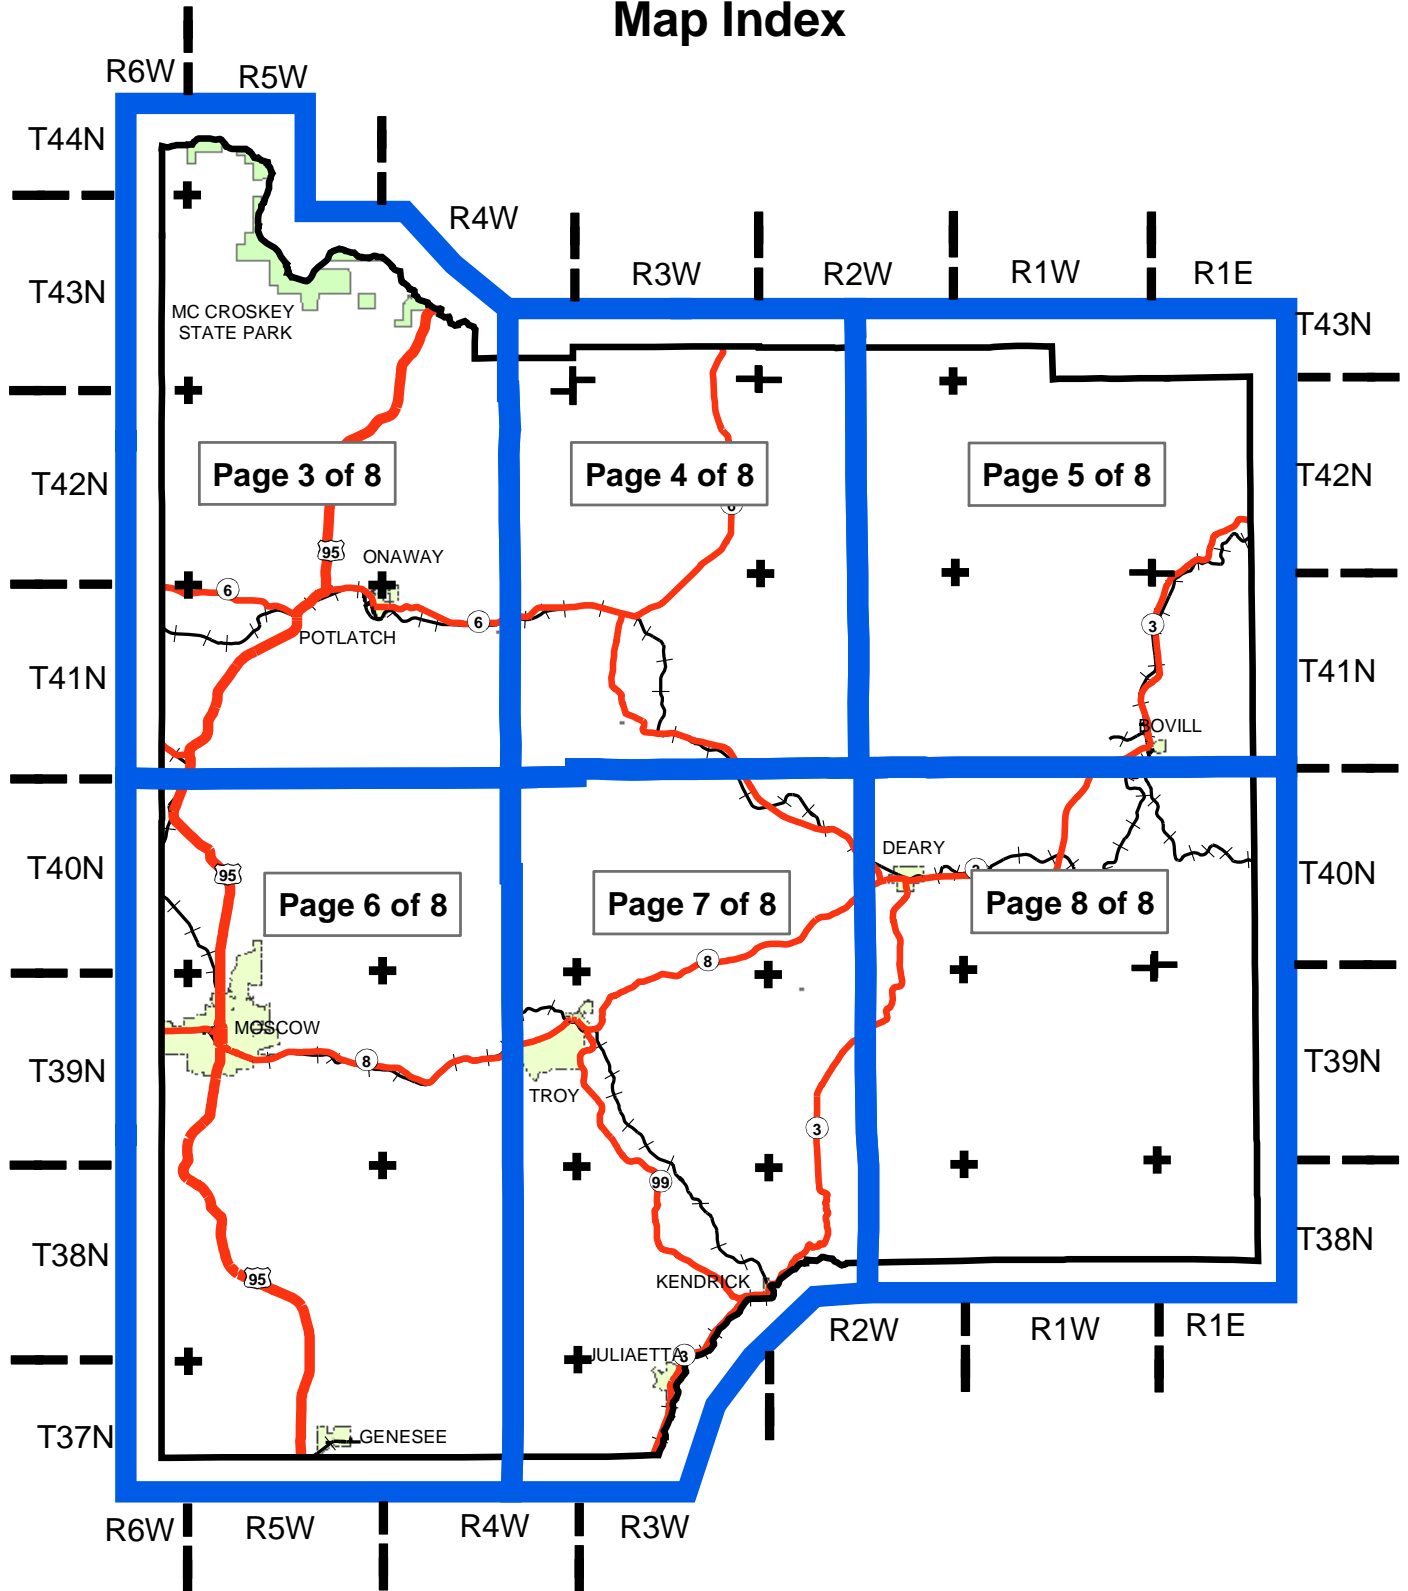 Map Index
R6W
R5W
T44N
R4W
R3W
R2W
R1W
R1E
T43N
MC CROSKEY
STATE PARK
T43N
Page 3 of 8
Page 4 of 8
Page 5 of 8
T42N
T42N
95
ONAWAY
6
6
POTLATCH
3
T41N
T41N
BOVILL
DEARY
T40N
95
T40N
Page 6 of 8
Page 7 of 8
Page 8 of 8
8
MOSCOW
8
T39N
T39N
TROY
3
99
T38N
T38N
95
KENDRICK
R2W
R1W
R1E
JULIAETTA
3
T37N
GENESEE
R6W
R5W
R4W
R3W